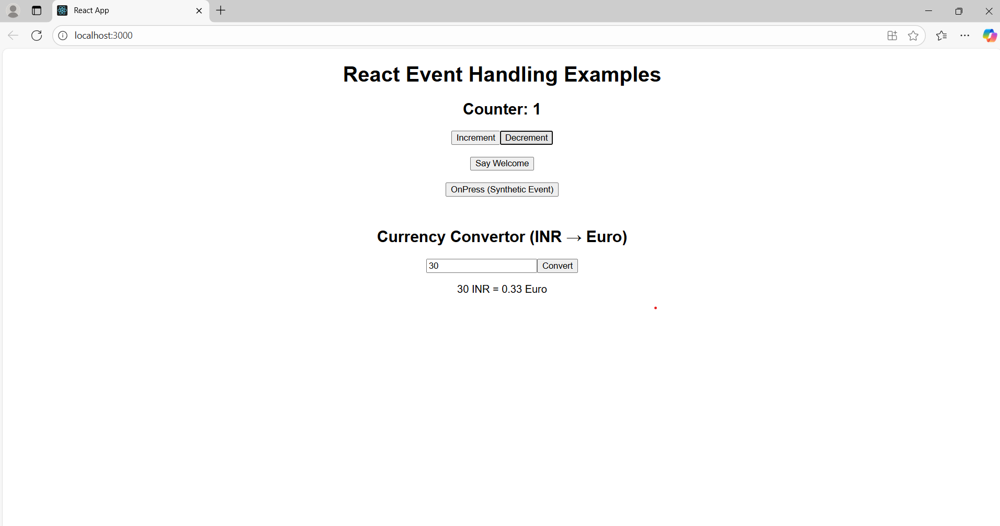 React App
localhost:3000
React Event Handling Examples
Counter: 1
Increment Decrement
Say Welcome
OnPress (Synthetic Event)
Currency Convertor (INR → Euro)
30 Convert
30 INR = 0.33 Euro